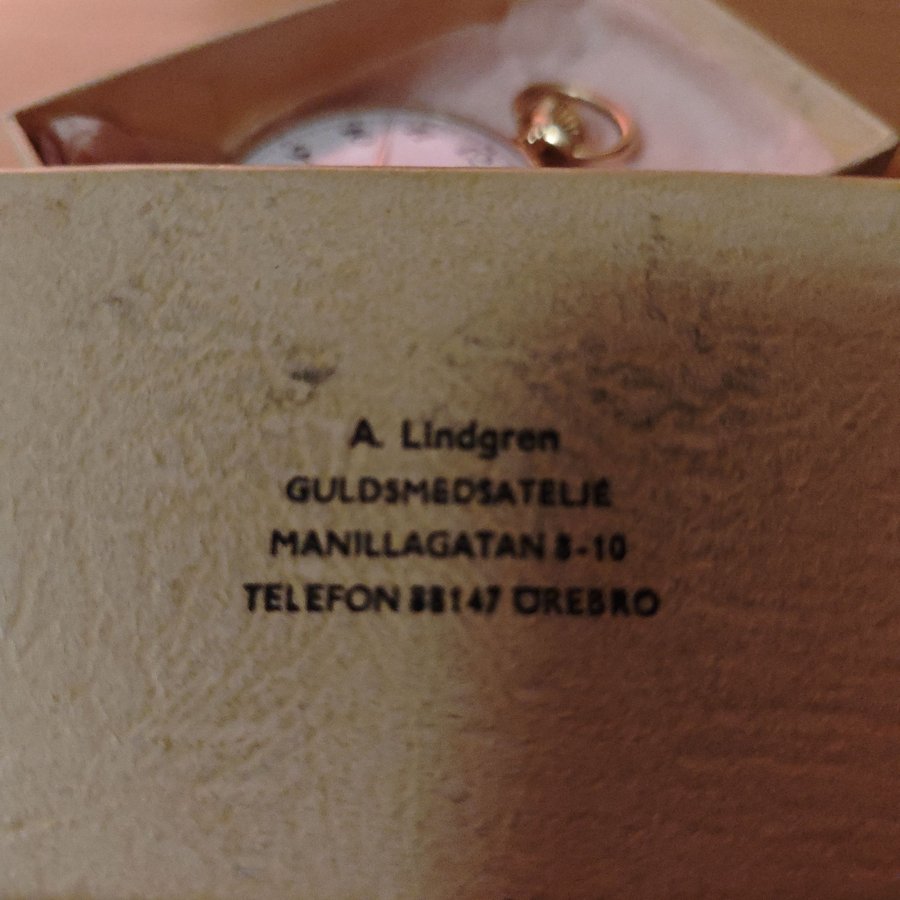 A. Lindgren
GULDSMEDSATELJÉ
MANILLAGATAN 8-10
TELEFON 88147 ÖREBRO